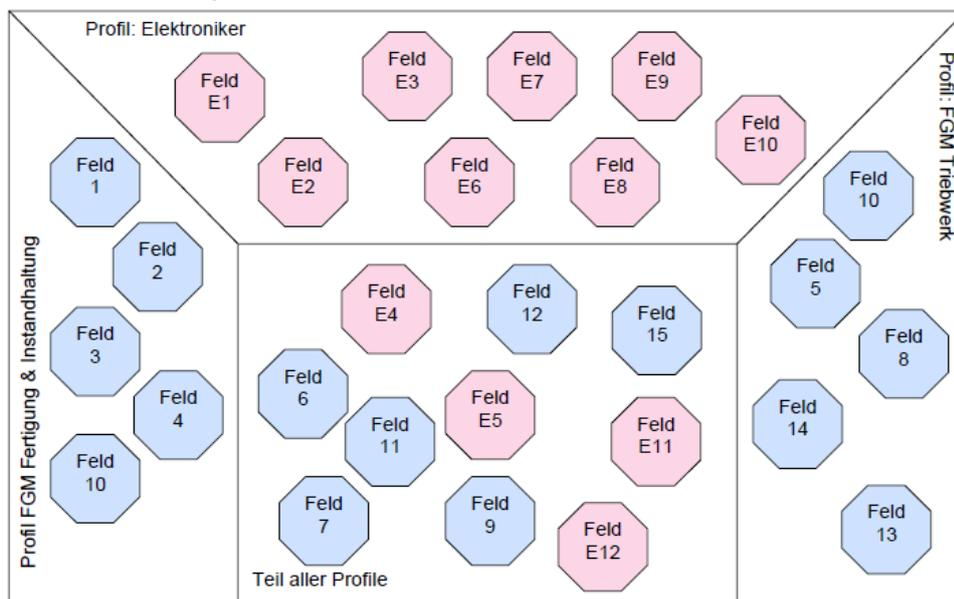 Profil: Elektroniker
Feld
E1
Feld
E3
Feld
E7
Feld
E9
Feld
E10
Feld
E2
Feld
E6
Feld
E8
Profil FGM Fertigung & Instandhaltung
Feld
1
Feld
2
Feld
3
Feld
4
Feld
10
Feld
E4
Feld
12
Feld
15
Feld
6
Feld
11
Feld
E5
Feld
E11
Feld
7
Feld
9
Feld
E12
Teil aller Profile
Profil: FGM Triebwerk
Feld
10
Feld
5
Feld
8
Feld
14
Feld
13